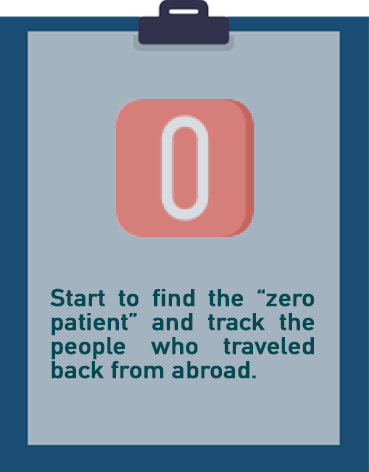 0
Start to find the “zero
patient” and track the
people who traveled
back from abroad.